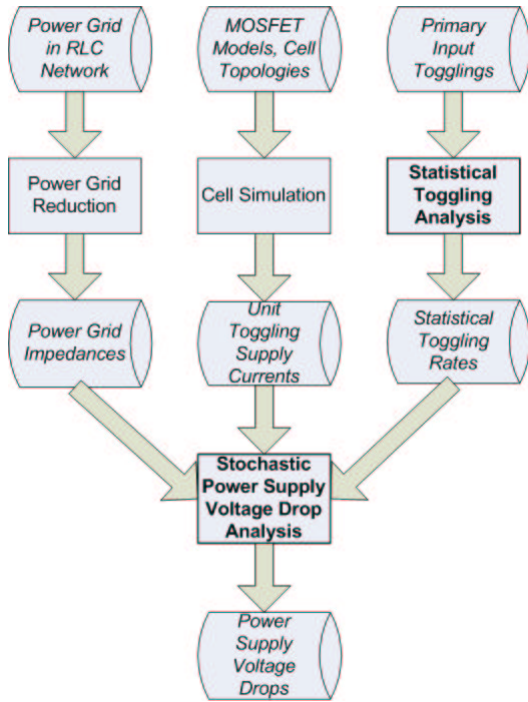 Power Grid
in RLC
Network
MOSFET
Models, Cell
Topologies
Primary
Input
Togglings
Power Grid
Reduction
Cell Simulation
Statistical
Toggling
Analysis
Power Grid
Impedances
Unit
Toggling
Supply
Currents
Statistical
Toggling
Rates
Stochastic
Power Supply
Voltage Drop
Analysis
Power
Supply
Voltage
Drops